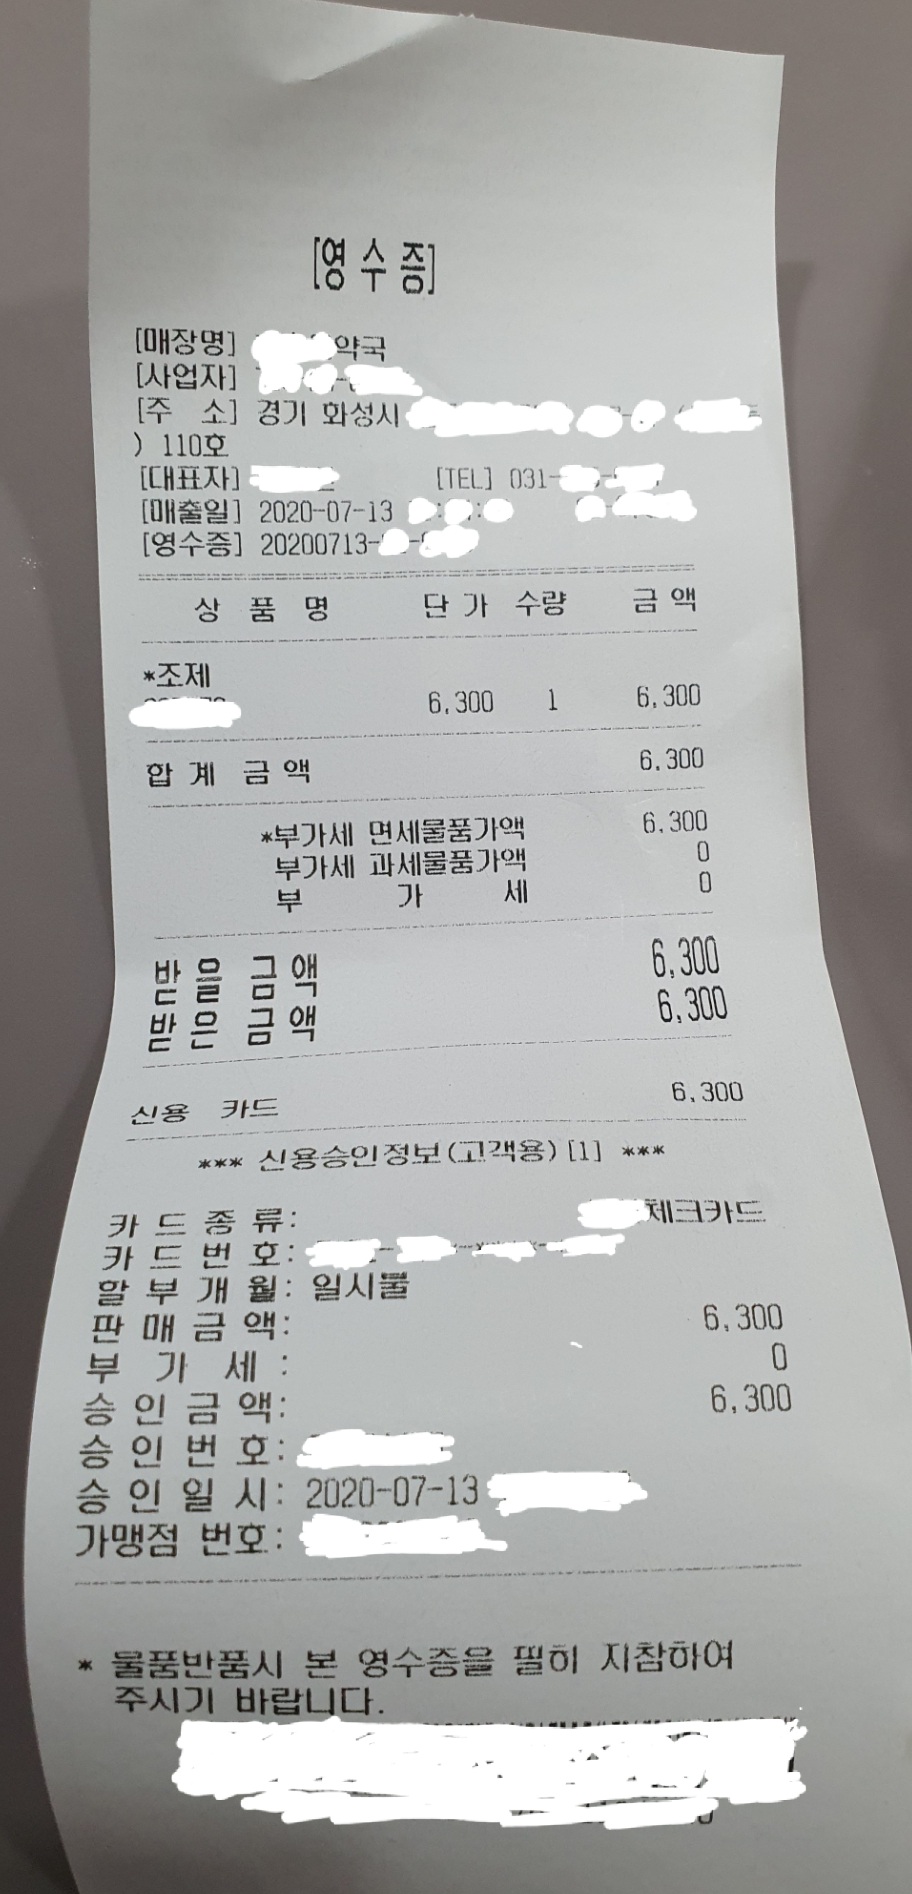 [영수증]
[매장명] 약국
[사업자]
[주 소] 경기 화성시
) 110호
[대표자] [TEL] 031-
[매출일] 2020-07-13
[영수증] 20200713-
상 품 명 단 가 수량 금 액
*조제
6,300 1 6,300
합 계 금 액 6,300
*부가세 면세물품가액 6,300
부가세 과세물품가액 0
부 가 세 0
받 을 금 액 6,300
받 은 금 액 6,300
신용 카드 6,300
*** 신용승인정보(고객용) [1] ***
카 드 종 류: 체크카드
카 드 번 호:
할 부 개 월: 일시불
판 매 금 액: 6,300
부 가 세 : 0
승 인 금 액: 6,300
승 인 번 호:
승 인 일 시: 2020-07-13
가맹점 번호:
* 물품반품시 본 영수증을 필히 지참하여
주시기 바랍니다.